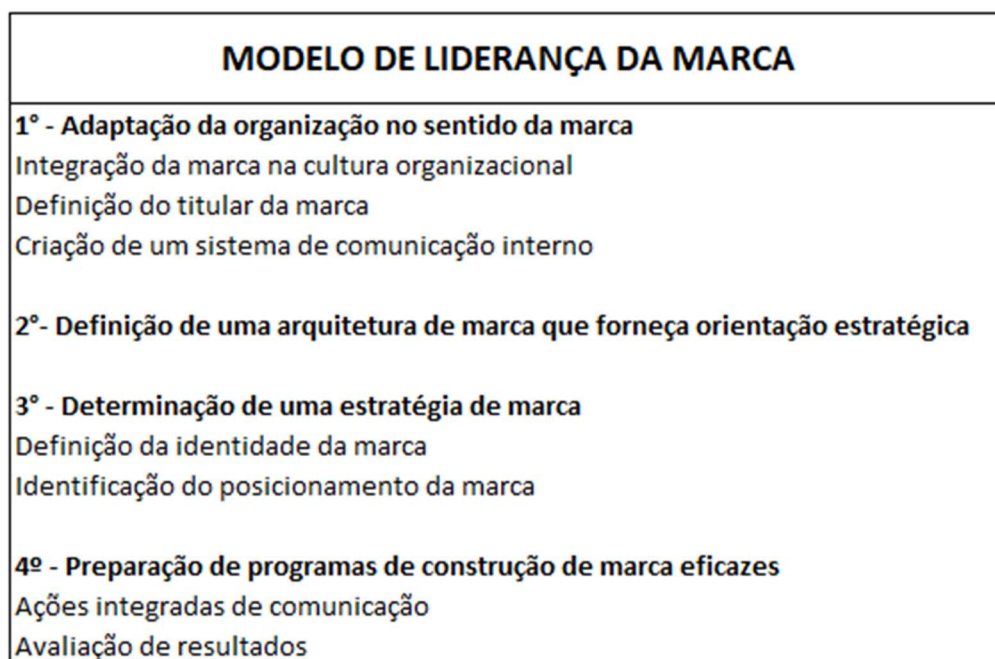 MODELO DE LIDERANÇA DA MARCA
1° - Adaptação da organização no sentido da marca
Integração da marca na cultura organizacional
Definição do titular da marca
Criação de um sistema de comunicação interno
2°- Definição de uma arquitetura de marca que forneça orientação estratégica
3° - Determinação de uma estratégia de marca
Definição da identidade da marca
Identificação do posicionamento da marca
4º - Preparação de programas de construção de marca eficazes
Ações integradas de comunicação
Avaliação de resultados